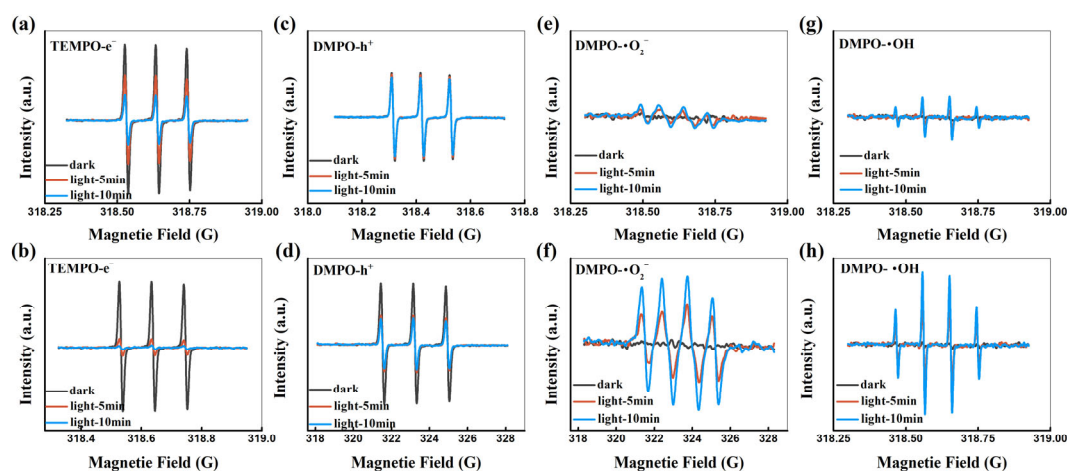 (a)
TEMPO-e⁻
Intensity (a.u.)
dark
light-5min
light-10min
318.25 318.50 318.75 319.00
Magnetie Field (G)
(c)
DMPO-h⁺
Intensity (a.u.)
dark
light-5min
light-10min
318.0 318.2 318.4 318.6 318.8
Magnetie Field (G)
(e)
DMPO-•O₂⁻
Intensity (a.u.)
dark
light-5min
light-10min
318.25 318.50 318.75 319.00
Magnetie Field (G)
(g)
DMPO-•OH
Intensity (a.u.)
dark
light-5min
light-10min
318.25 318.50 318.75 319.00
Magnetie Field (G)
(b)
TEMPO-e⁻
Intensity (a.u.)
dark
light-5min
light-10min
318.4 318.6 318.8 319.0
Magnetie Field (G)
(d)
DMPO-h⁺
Intensity (a.u.)
dark
light-5min
light-10min
318 320 322 324 326 328
Magnetie Field (G)
(f)
DMPO-•O₂⁻
Intensity (a.u.)
dark
light-5min
light-10min
318 320 322 324 326 328
Magnetie Field (G)
(h)
DMPO- •OH
Intensity (a.u.)
dark
light-5min
light-10min
318.25 318.50 318.75 319.00
Magnetie Field (G)